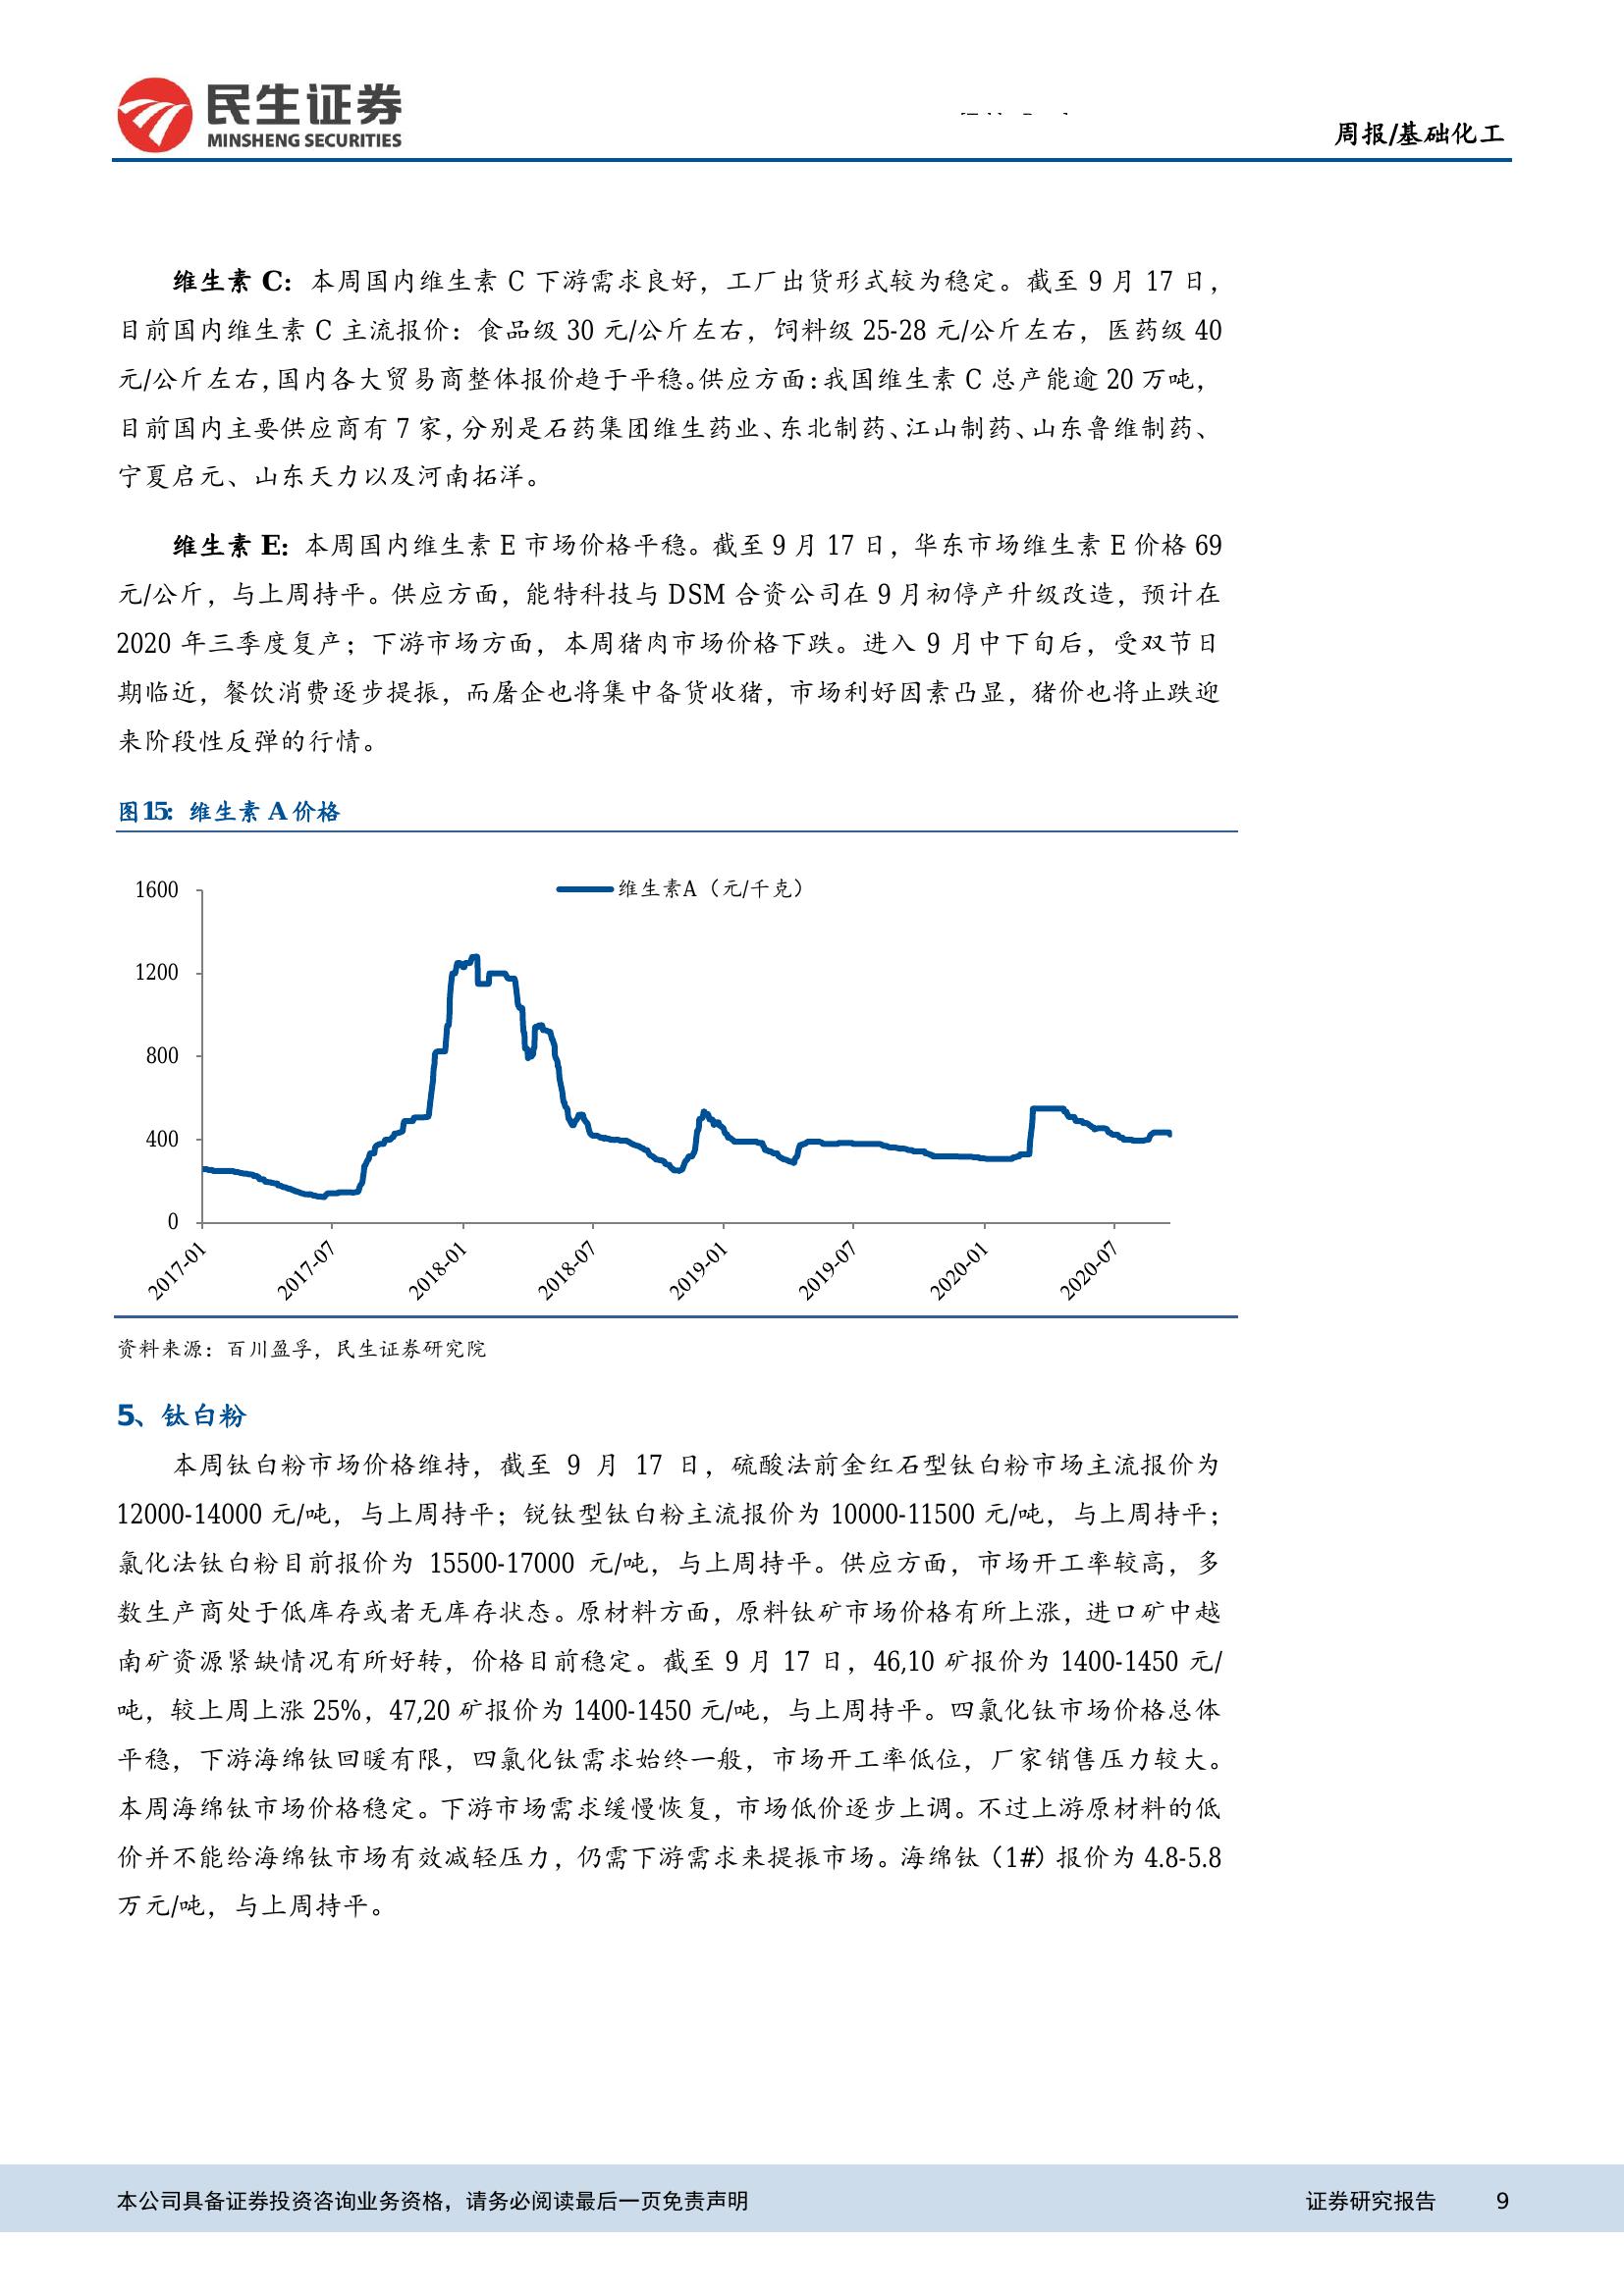 民生证券
MINSHENG SECURITIES
周报/基础化工
维生素 C：本周国内维生素 C 下游需求良好，工厂出货形式较为稳定。截至 9 月 17 日，
目前国内维生素 C 主流报价：食品级 30 元/公斤左右，饲料级 25-28 元/公斤左右，医药级 40
元/公斤左右，国内各大贸易商整体报价趋于平稳。供应方面：我国维生素 C 总产能逾 20 万吨，
目前国内主要供应商有 7 家，分别是石药集团维生药业、东北制药、江山制药、山东鲁维制药、
宁夏启元、山东天力以及河南拓洋。
维生素 E：本周国内维生素 E 市场价格平稳。截至 9 月 17 日，华东市场维生素 E 价格 69
元/公斤，与上周持平。供应方面，能特科技与 DSM 合资公司在 9 月初停产升级改造，预计在
2020 年三季度复产；下游市场方面，本周猪肉市场价格下跌。进入 9 月中下旬后，受双节日
期临近，餐饮消费逐步提振，而屠企也将集中备货收猪，市场利好因素凸显，猪价也将止跌迎
来阶段性反弹的行情。
图15：维生素 A 价格
维生素A（元/千克）
1600
1200
800
400
0
2017-01
2017-07
2018-01
2018-07
2019-01
2019-07
2020-01
2020-07
资料来源：百川盈孚，民生证券研究院
5、钛白粉
本周钛白粉市场价格维持，截至 9 月 17 日，硫酸法前金红石型钛白粉市场主流报价为
12000-14000 元/吨，与上周持平；锐钛型钛白粉主流报价为 10000-11500 元/吨，与上周持平；
氯化法钛白粉目前报价为 15500-17000 元/吨，与上周持平。供应方面，市场开工率较高，多
数生产商处于低库存或者无库存状态。原材料方面，原料钛矿市场价格有所上涨，进口矿中越
南矿资源紧缺情况有所好转，价格目前稳定。截至 9 月 17 日，46,10 矿报价为 1400-1450 元/
吨，较上周上涨 25%，47,20 矿报价为 1400-1450 元/吨，与上周持平。四氯化钛市场价格总体
平稳，下游海绵钛回暖有限，四氯化钛需求始终一般，市场开工率低位，厂家销售压力较大。
本周海绵钛市场价格稳定。下游市场需求缓慢恢复，市场低价逐步上调。不过上游原材料的低
价并不能给海绵钛市场有效减轻压力，仍需下游需求来提振市场。海绵钛（1#）报价为 4.8-5.8
万元/吨，与上周持平。
本公司具备证券投资咨询业务资格，请务必阅读最后一页免责声明
证券研究报告 9